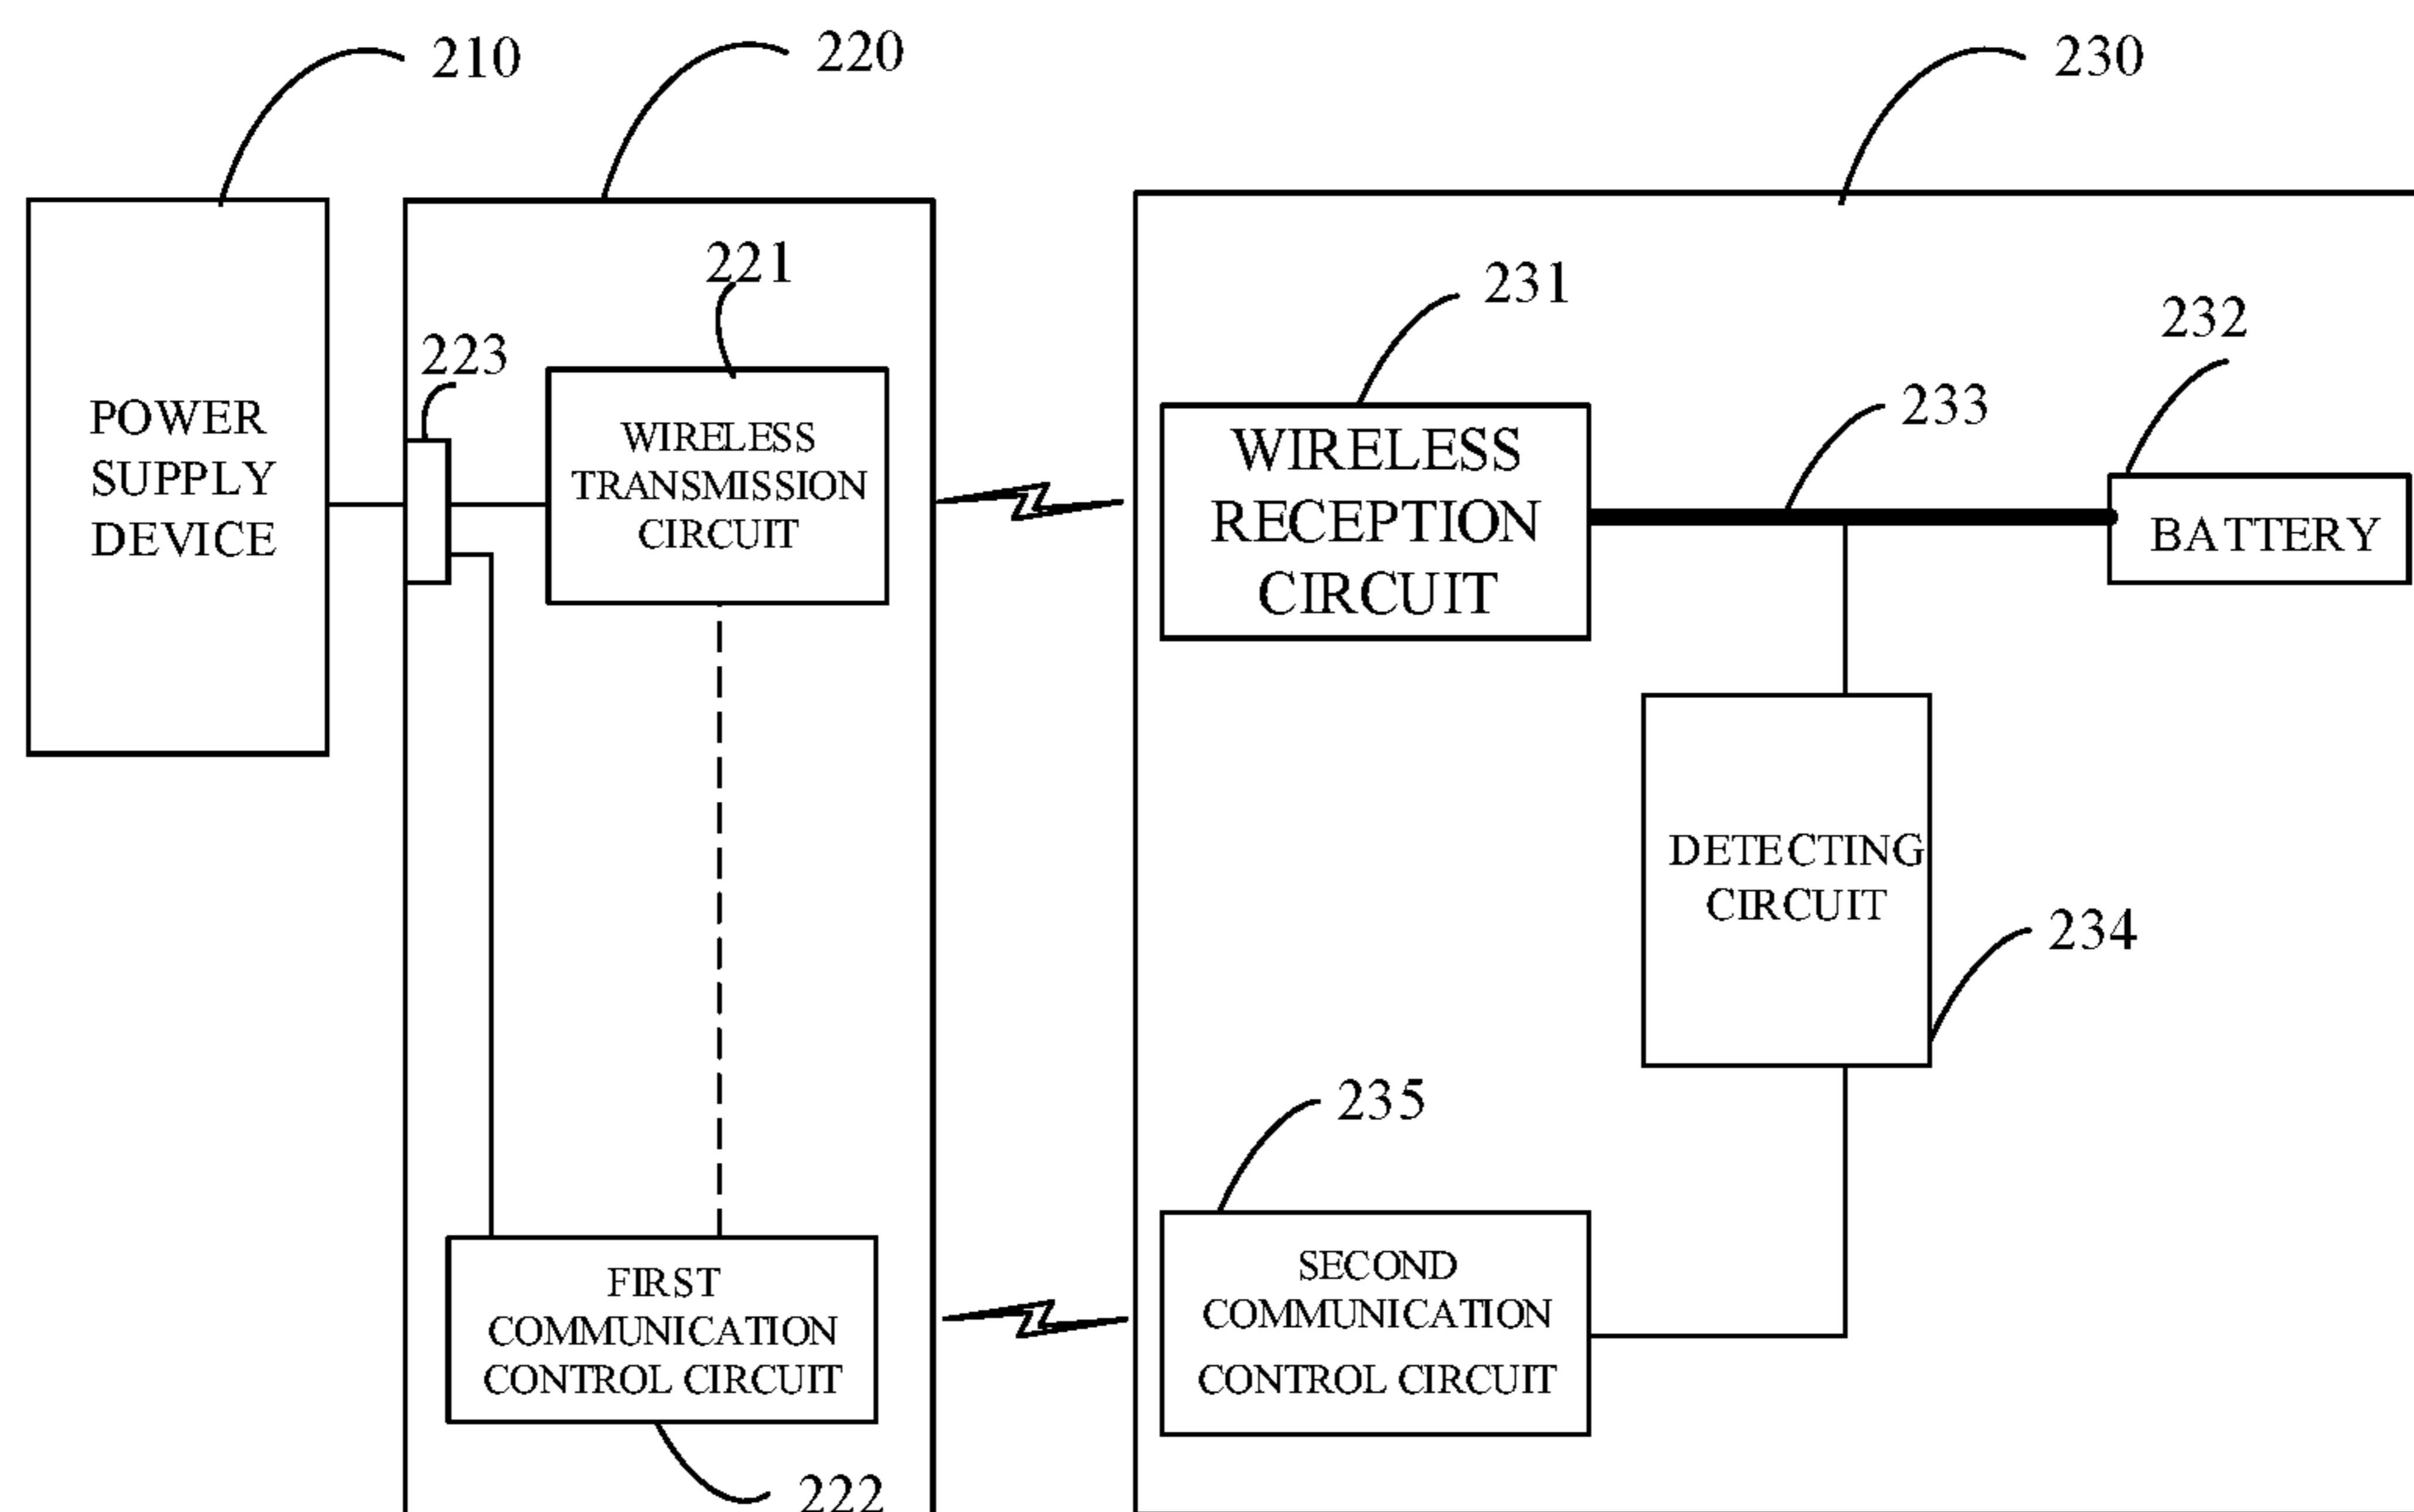 210
220
230
221
231
232
223
233
POWER
SUPPLY
DEVICE
WIRELESS
TRANSMISSION
CIRCUIT
WIRELESS
RECEPTION
CIRCUIT
BATTERY
DETECTING
CIRCUIT
234
235
FIRST
COMMUNICATION
CONTROL CIRCUIT
SECOND
COMMUNICATION
CONTROL CIRCUIT
222